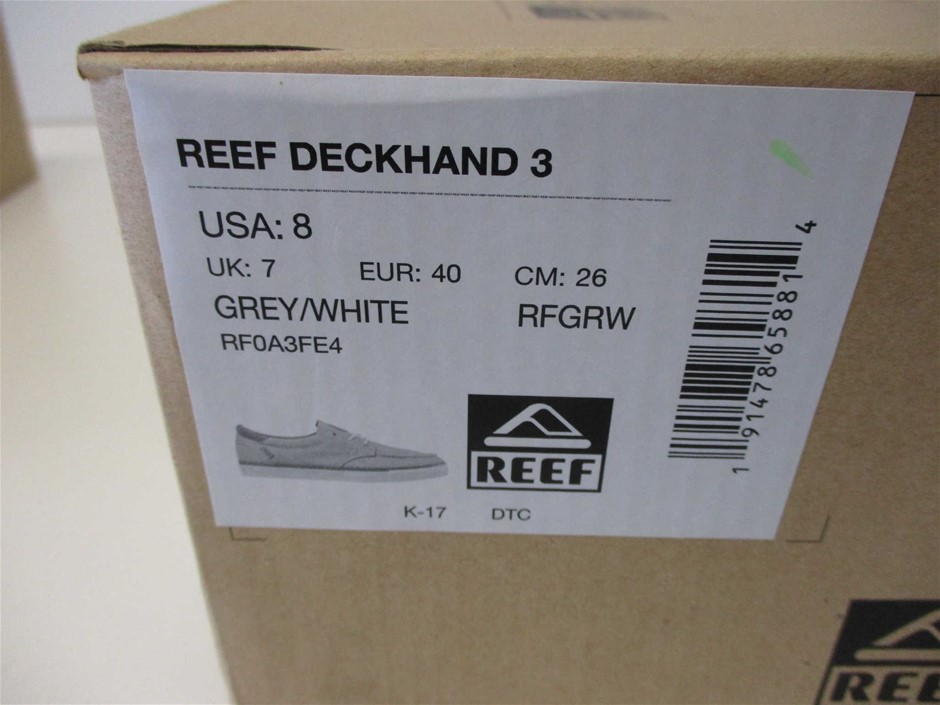 REEF DECKHAND 3
USA: 8
UK: 7 EUR: 40 CM: 26
GREY/WHITE RFGRW
RF0A3FE4
REEF
K-17 DTC
1 91478 65881 4
REEF